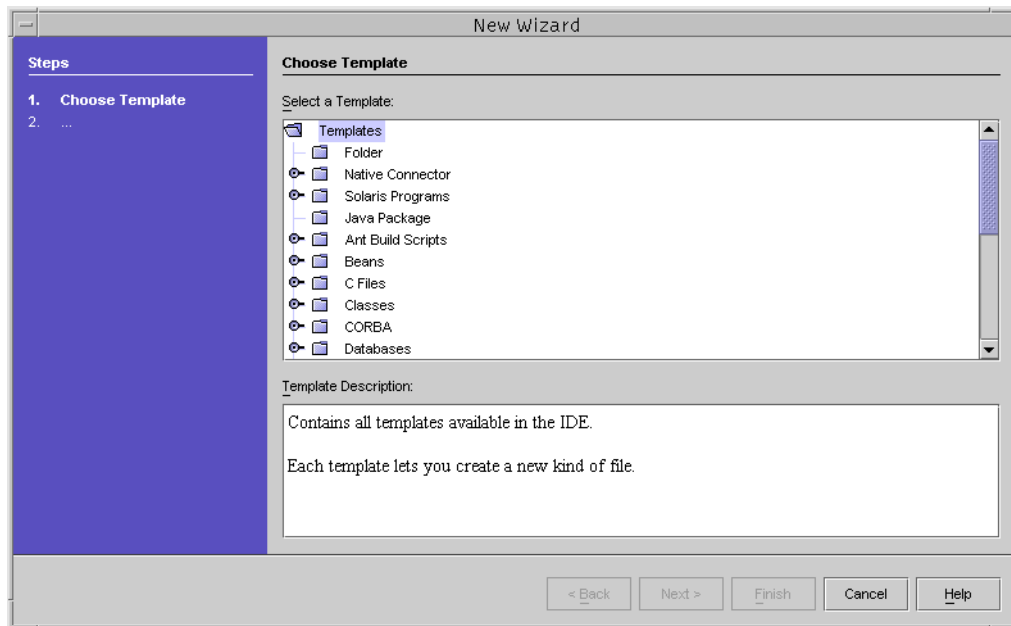 New Wizard
Steps
1. Choose Template
2. ...
Choose Template
Select a Template:
Templates
Folder
Native Connector
Solaris Programs
Java Package
Ant Build Scripts
Beans
C Files
Classes
CORBA
Databases
Template Description:
Contains all templates available in the IDE.
Each template lets you create a new kind of file.
< Back Next > Finish Cancel Help